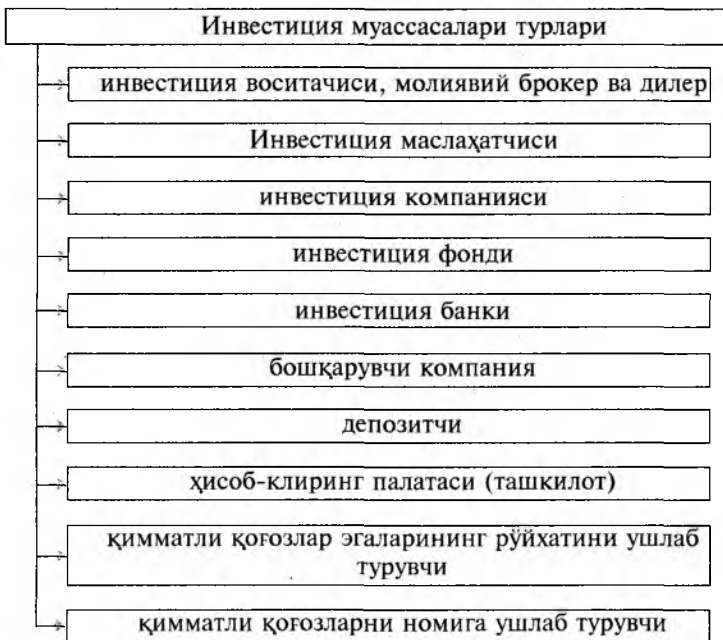 Инвестиция муассасалари турлари
инвестиция воситачиси, молиявий брокер ва дилер
Инвестиция маслаҳатчиси
инвестиция компанияси
инвестиция фонди
инвестиция банки
бошқарувчи компания
депозитчи
ҳисоб-клиринг палатаси (ташкилот)
қимматли қоғозлар эгаларининг рўйхатини ушлаб
турувчи
қимматли қоғозларни номига ушлаб турувчи